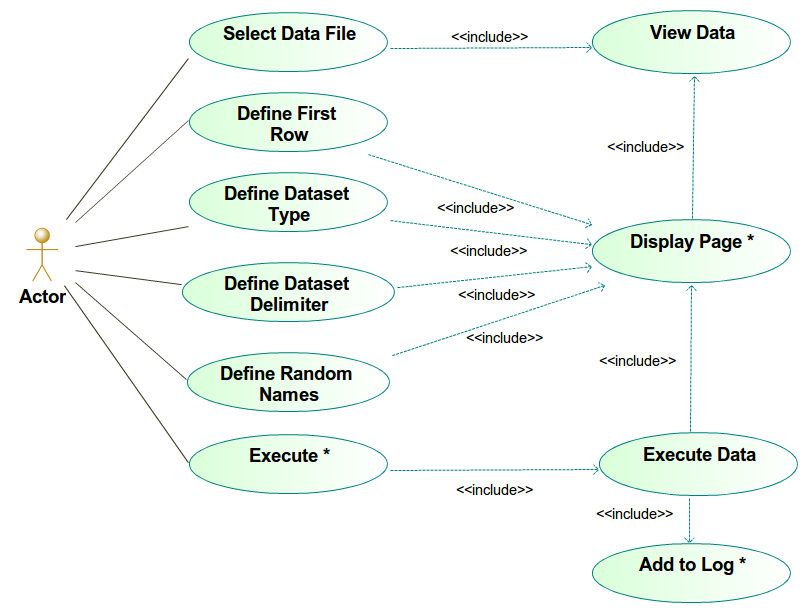 Select Data File
<<include>>
View Data
Define First
Row
<<include>>
Define Dataset
Type
<<include>>
Display Page *
<<include>>
Actor
Define Dataset
Delimiter
<<include>>
<<include>>
<<include>>
Define Random
Names
Execute *
<<include>>
Execute Data
<<include>>
Add to Log *